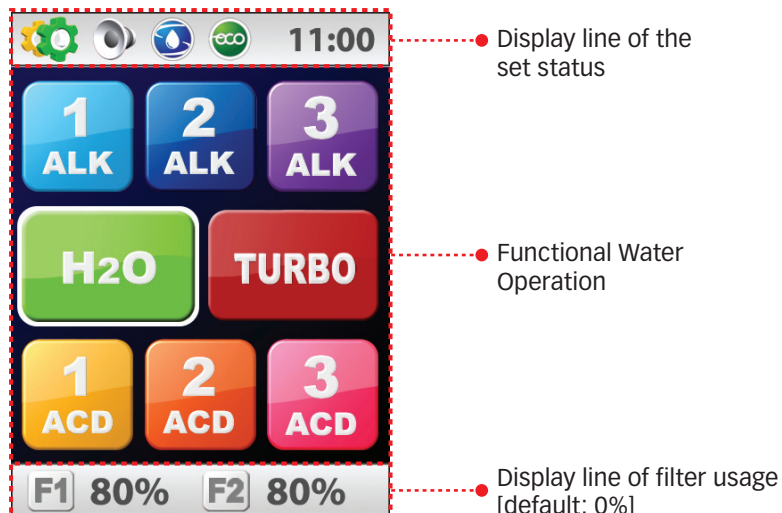 eco
11:00
Display line of the
set status
1
ALK
2
ALK
3
ALK
H2O
TURBO
Functional Water
Operation
1
ACD
2
ACD
3
ACD
F1 80% F2 80%
Display line of filter usage
[default: 0%]